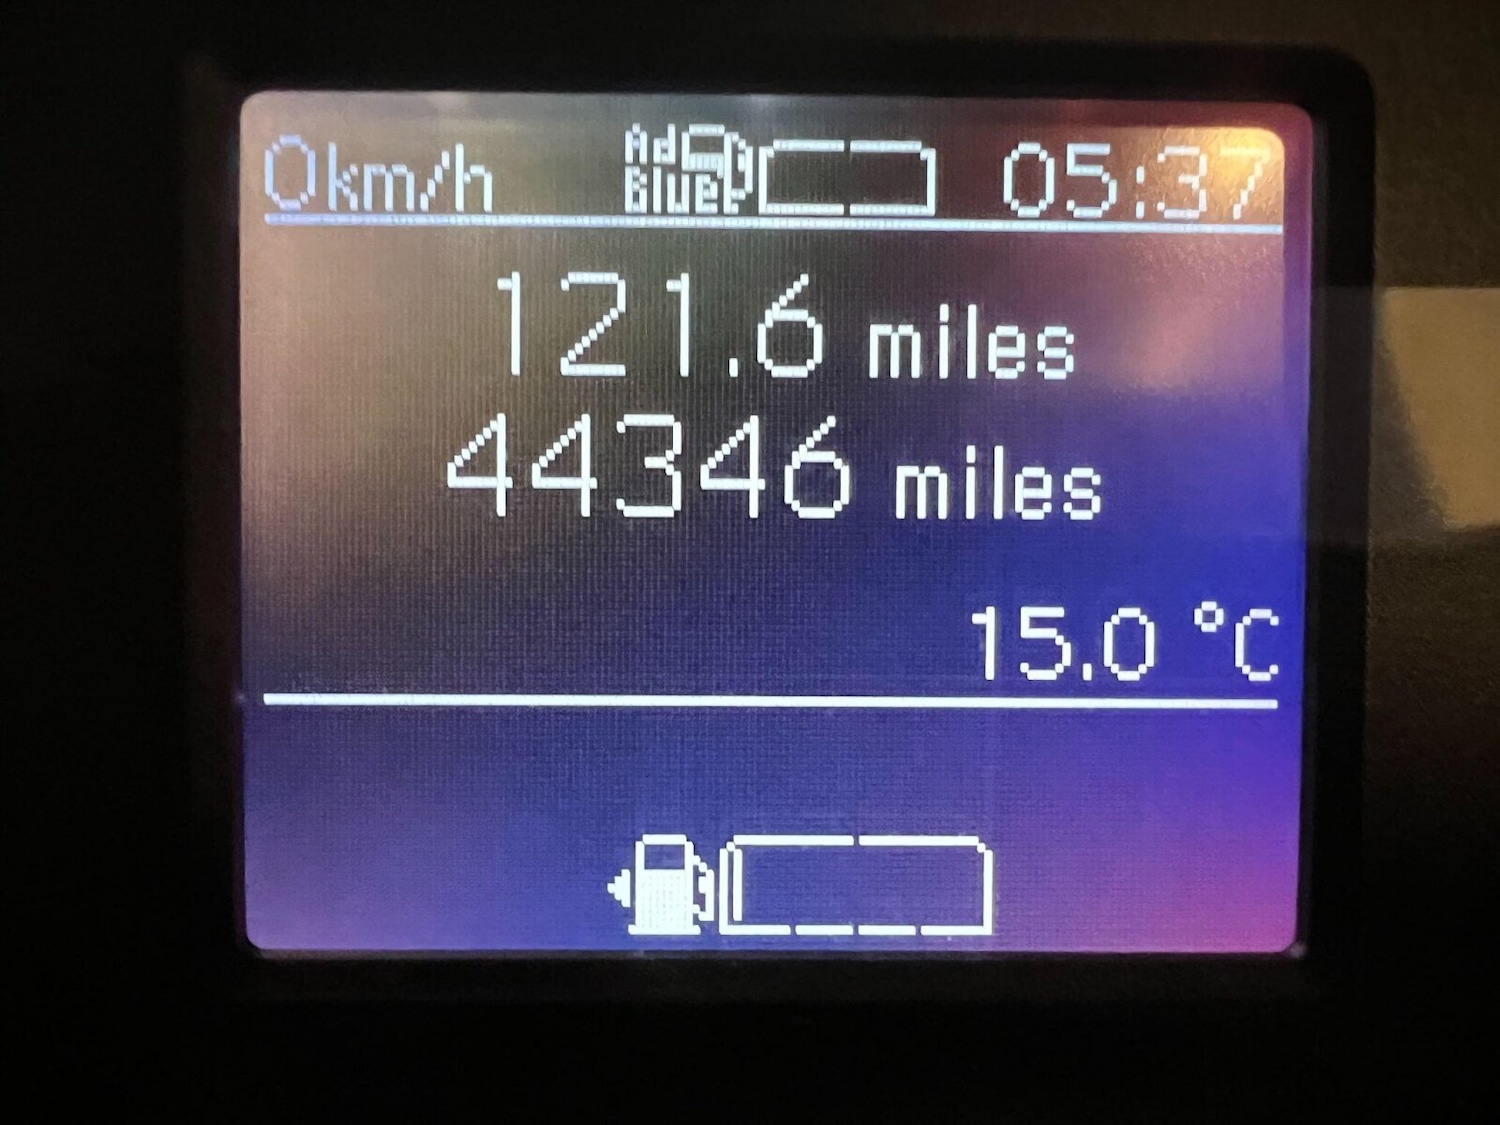 0km/h AdBlue 05:37
121.6 miles
44346 miles
15.0 °C